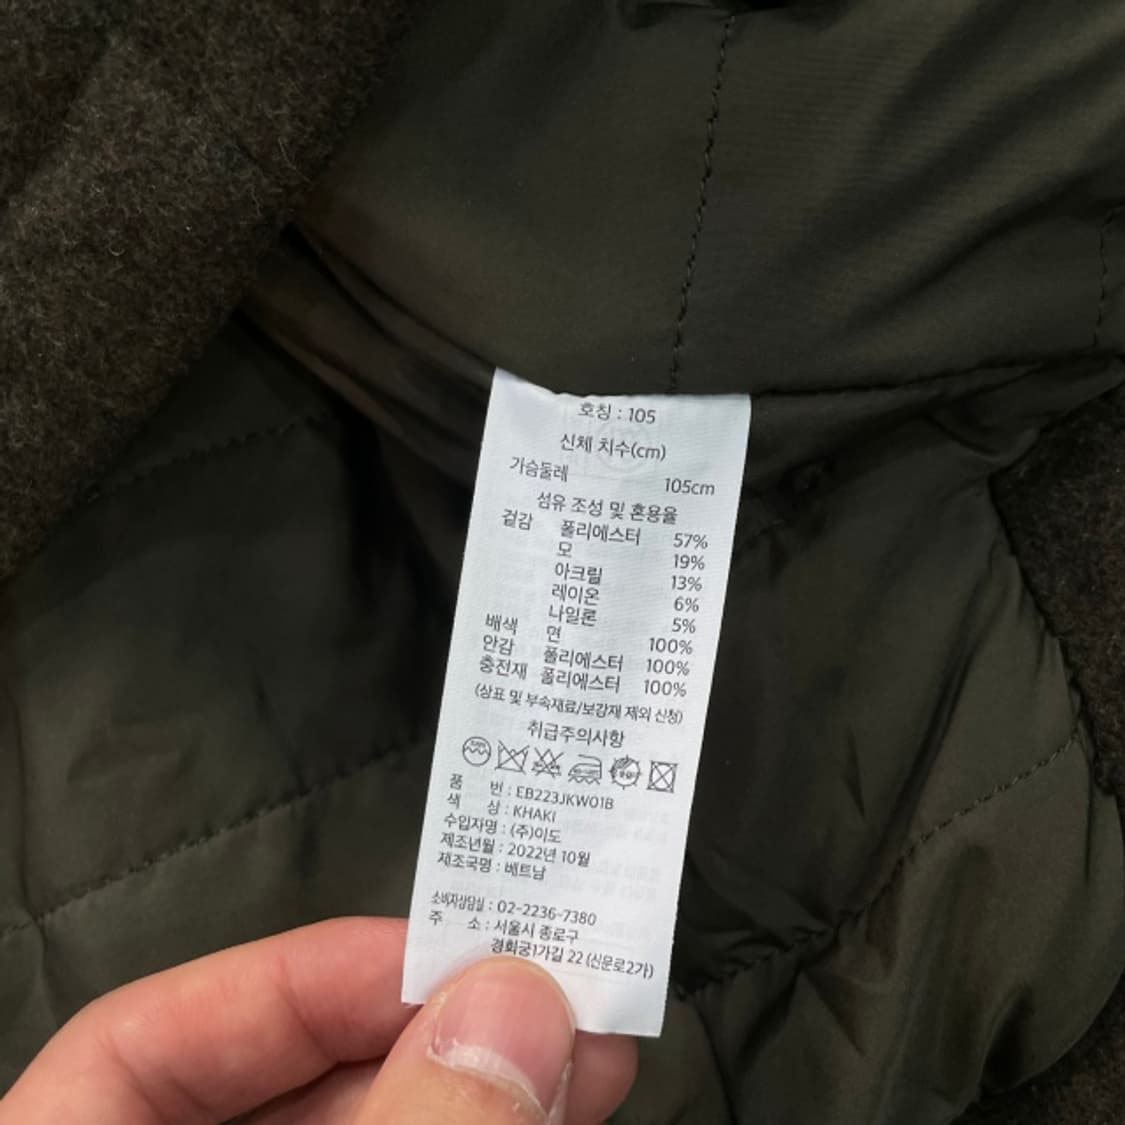 호칭 : 105
신체 치수(cm)
가슴둘레 105cm
섬유 조성 및 혼용율
겉감 폴리에스터 57%
모 19%
아크릴 13%
레이온 6%
나일론 5%
배색 면 100%
안감 폴리에스터 100%
충전재 폴리에스터 100%
(상표 및 부속재료/보강재 제외 신청)
취급주의사항
품 번 : EB223JKW01B
색 상 : KHAKI
수입자명 : (주)이도
제조년월 : 2022년 10월
제조국명 : 베트남
소비자상담실 : 02-2236-7380
주 소 : 서울시 종로구
경희궁1가길 22 (신문로2가)